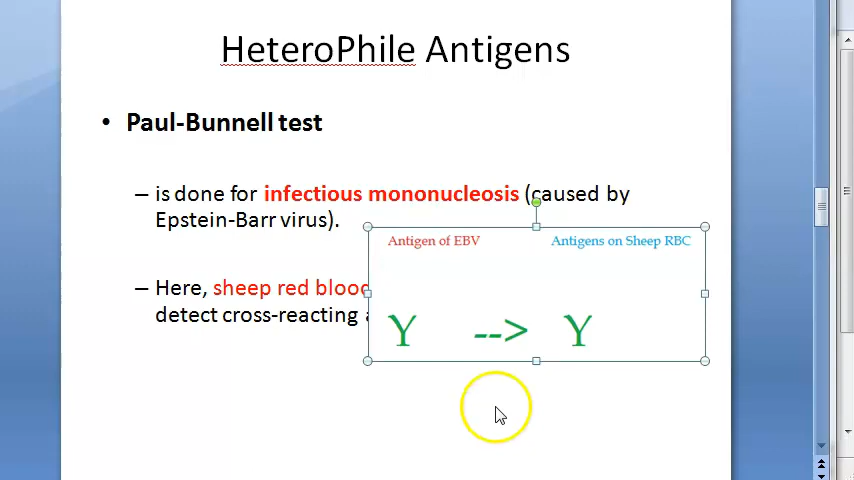 HeteroPhile Antigens
• Paul-Bunnell test
– is done for infectious mononucleosis (caused by
Epstein-Barr virus).
Antigen of EBV Antigens on Sheep RBC
– Here, sheep red blood
detect cross-reacting
Y --> Y